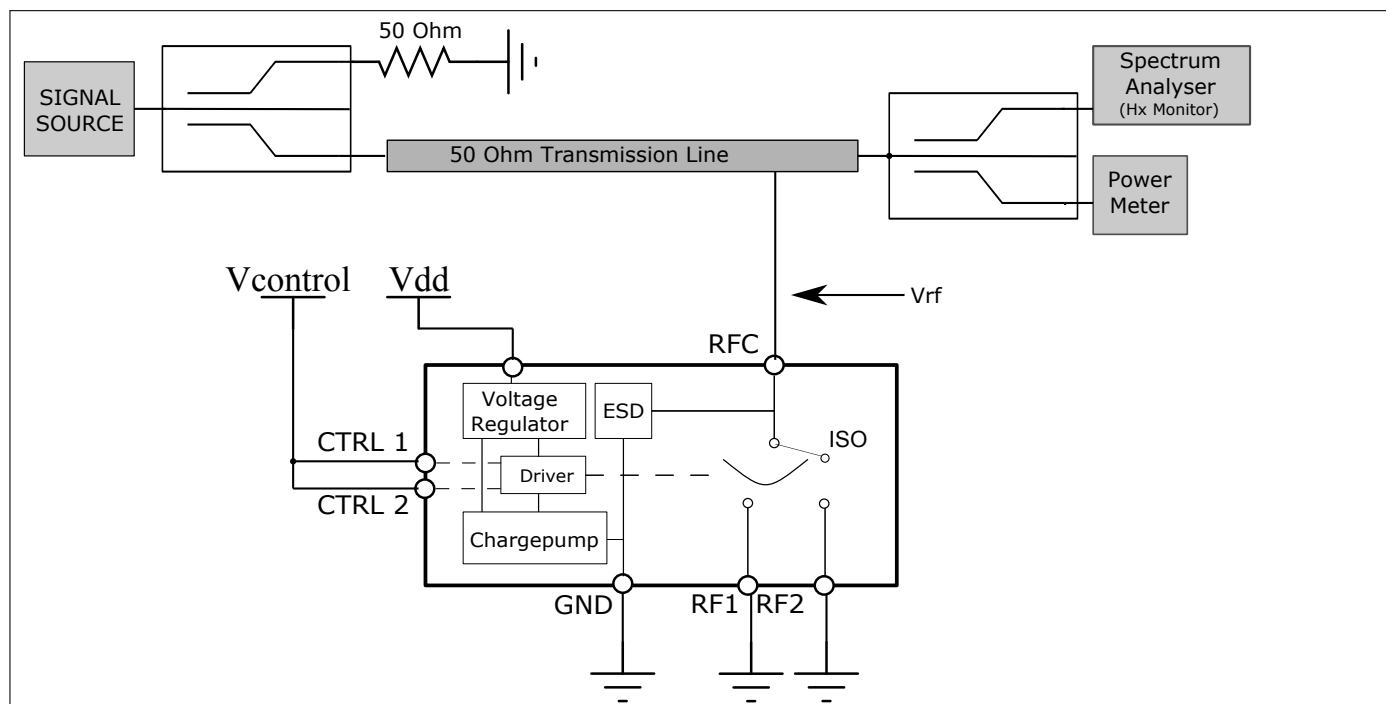 50 Ohm
SIGNAL
SOURCE
Spectrum
Analyser
(Hx Monitor)
50 Ohm Transmission Line
Power
Meter
Vcontrol
Vdd
Vrf
RFC
Voltage
Regulator
ESD
ISO
CTRL 1
Driver
CTRL 2
Chargepump
GND
RF1
RF2